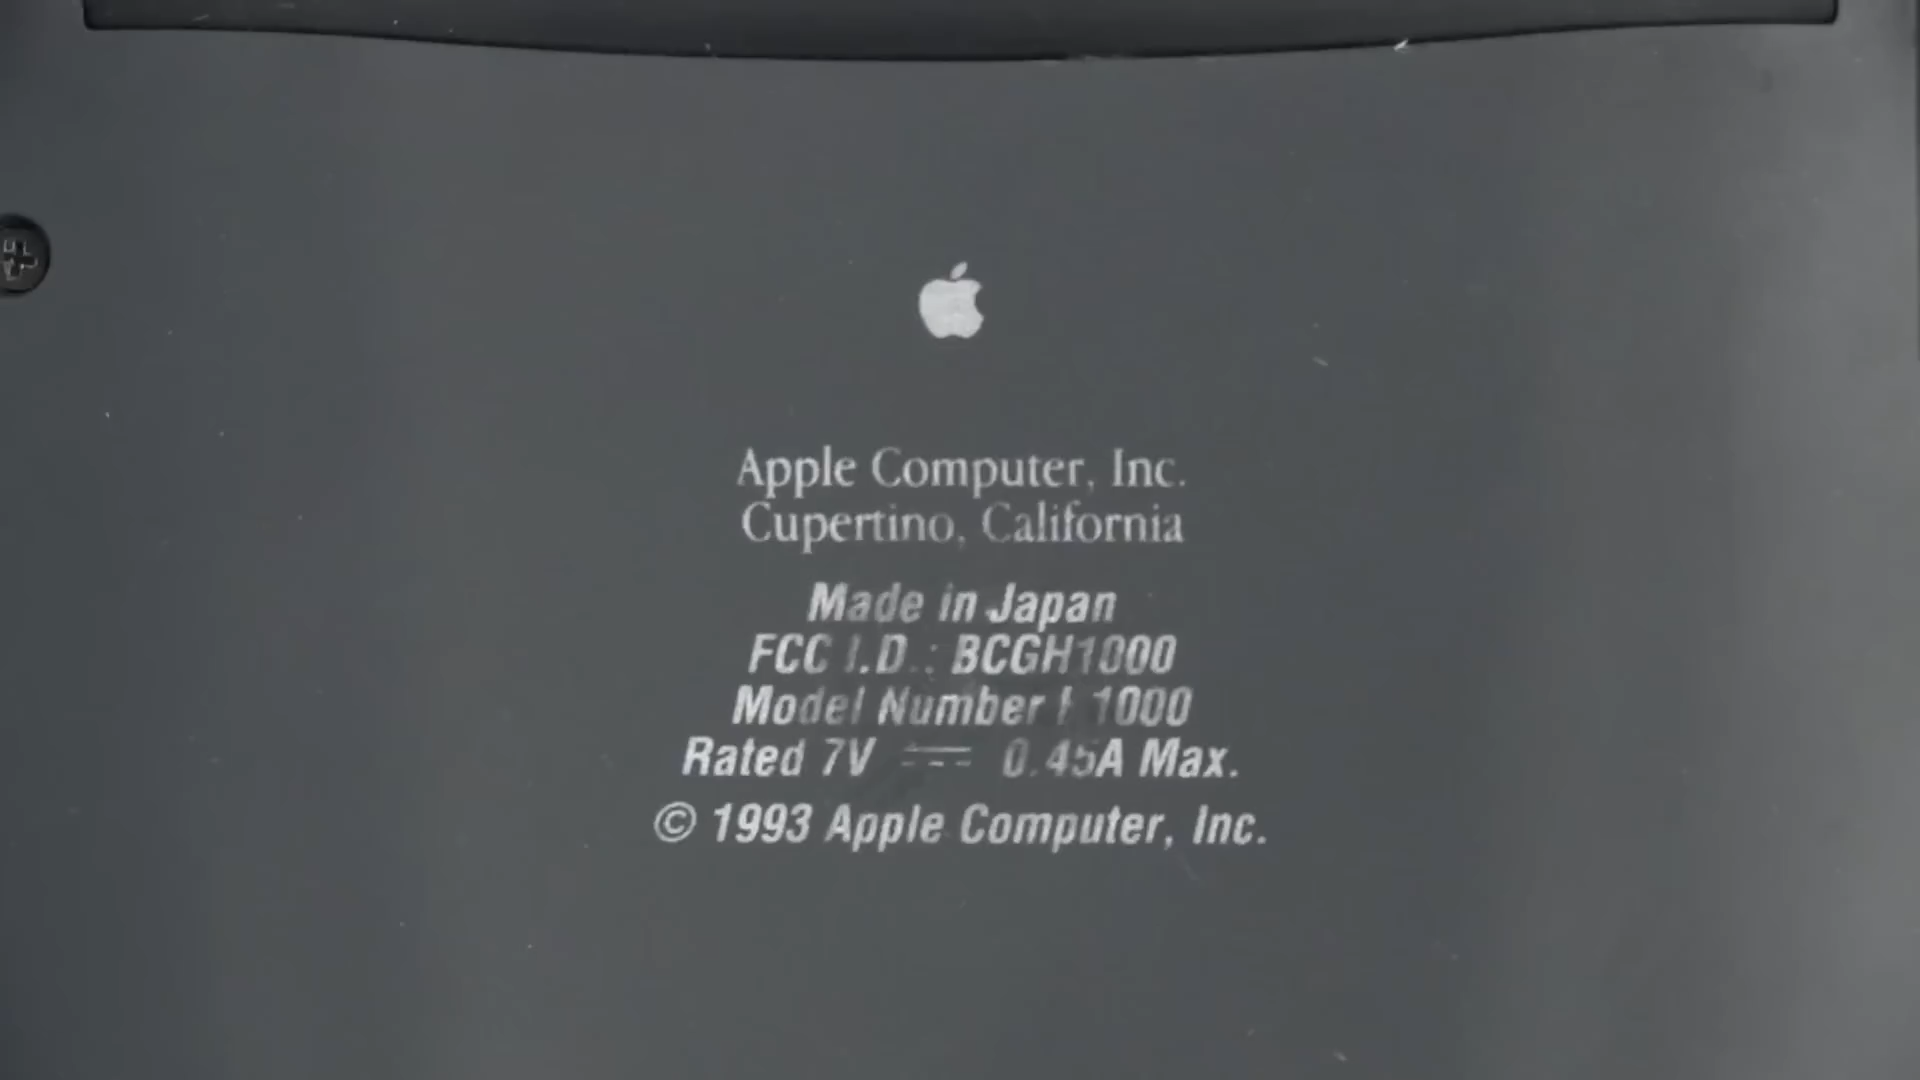 Apple Computer, Inc.
Cupertino, California
Made in Japan
FCC I.D.: BCGH1000
Model Number
Rated 7V 0.45A Max.
© 1993 Apple Computer, Inc.